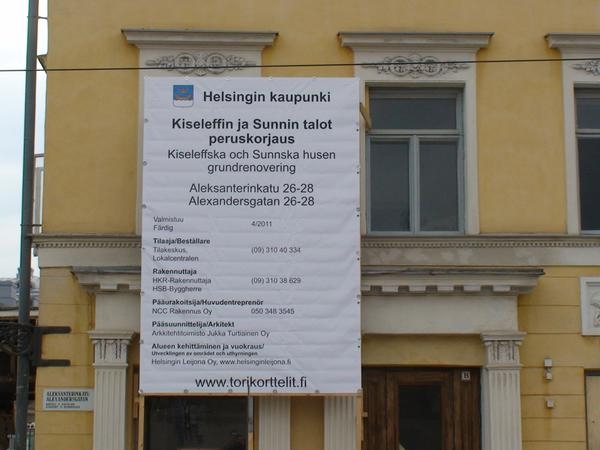 Helsingin kaupunki
Kiseleffin ja Sunnin talot
peruskorjaus
Kiseleffska och Sunnska husen
grundrenovering
Aleksanterinkatu 26-28
Alexandersgatan 26-28
Valmistuu
Färdig 4/2011
Tilaaja/Beställare
Tilakeskus, (09) 310 40 334
Lokalcentralen
Rakennuttaja
HKR-Rakennuttaja (09) 310 38 629
HSB-Byggherre
Pääurakoitsija/Huvudentreprenör
NCC Rakennus Oy 050 348 3545
Pääsuunnittelija/Arkitekt
Arkkitehtitoimisto Jukka Turtiainen Oy
Alueen kehittäminen ja vuokraus/
Utvecklingen av området och uthyrningen
Helsingin Leijona Oy, www.helsinginleijona.fi
www.torikorttelit.fi
ALEKSANTERINKATU
ALEXANDERSGATAN